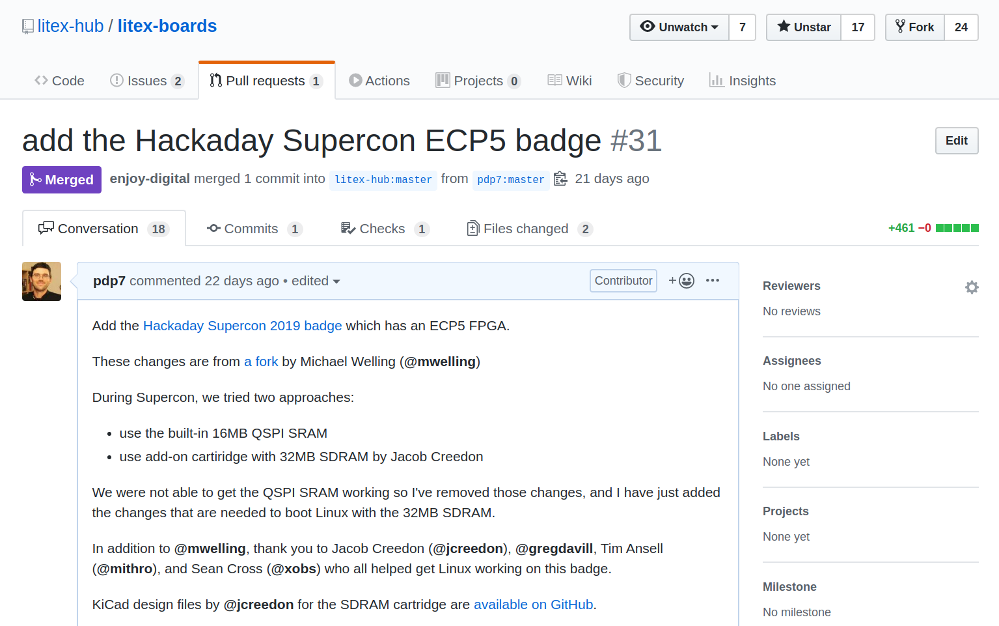 litex-hub / litex-boards
Unwatch 7 Unstar 17 Fork 24
Code Issues 2 Pull requests 1 Actions Projects 0 Wiki Security Insights
add the Hackaday Supercon ECP5 badge #31
Edit
Merged enjoy-digital merged 1 commit into litex-hub:master from pdp7:master 21 days ago
Conversation 18 Commits 1 Checks 1 Files changed 2 +461 −0
pdp7 commented 22 days ago • edited Contributor
Add the Hackaday Supercon 2019 badge which has an ECP5 FPGA.
These changes are from a fork by Michael Welling (@mwelling)
During Supercon, we tried two approaches:
• use the built-in 16MB QSPI SRAM
• use add-on cartiridge with 32MB SDRAM by Jacob Creedon
We were not able to get the QSPI SRAM working so I've removed those changes, and I have just added
the changes that are needed to boot Linux with the 32MB SDRAM.
In addition to @mwelling, thank you to Jacob Creedon (@jcreedon), @gregdavill, Tim Ansell
(@mithro), and Sean Cross (@xobs) who all helped get Linux working on this badge.
KiCad design files by @jcreedon for the SDRAM cartridge are available on GitHub.
Reviewers
No reviews
Assignees
No one assigned
Labels
None yet
Projects
None yet
Milestone
No milestone